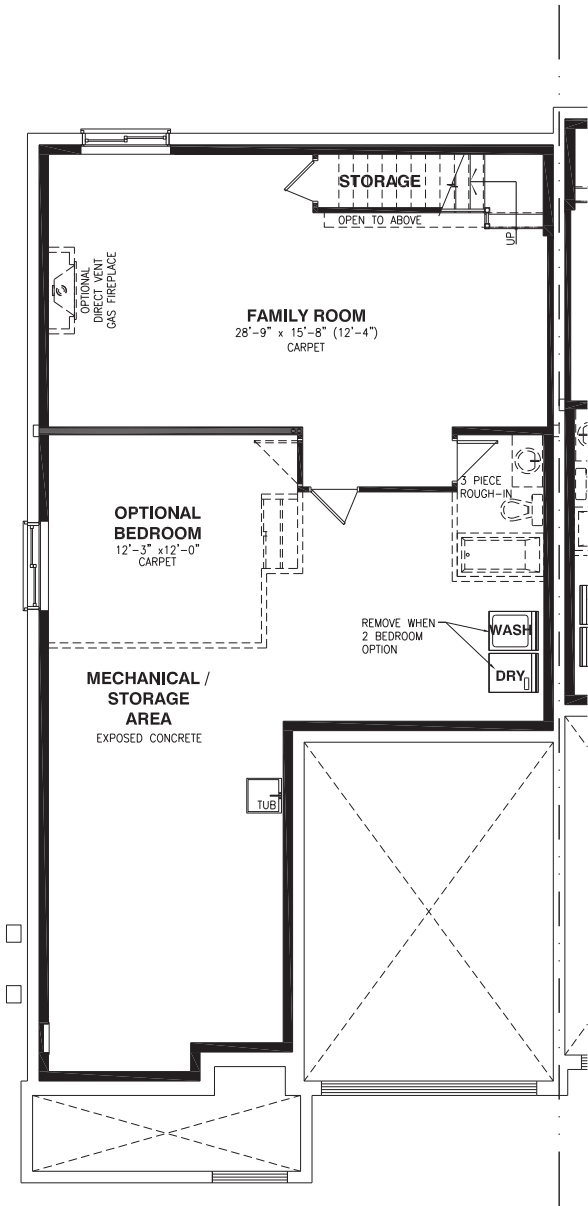 STORAGE
OPEN TO ABOVE
UP
OPTIONAL
DIRECT VENT
GAS FIREPLACE
FAMILY ROOM
28'-9" x 15'-8" (12'-4")
CARPET
3 PIECE
ROUGH-IN
OPTIONAL
BEDROOM
12'-3" x12'-0"
CARPET
REMOVE WHEN
2 BEDROOM
OPTION
WASH
DRY
MECHANICAL /
STORAGE
AREA
EXPOSED CONCRETE
TUB